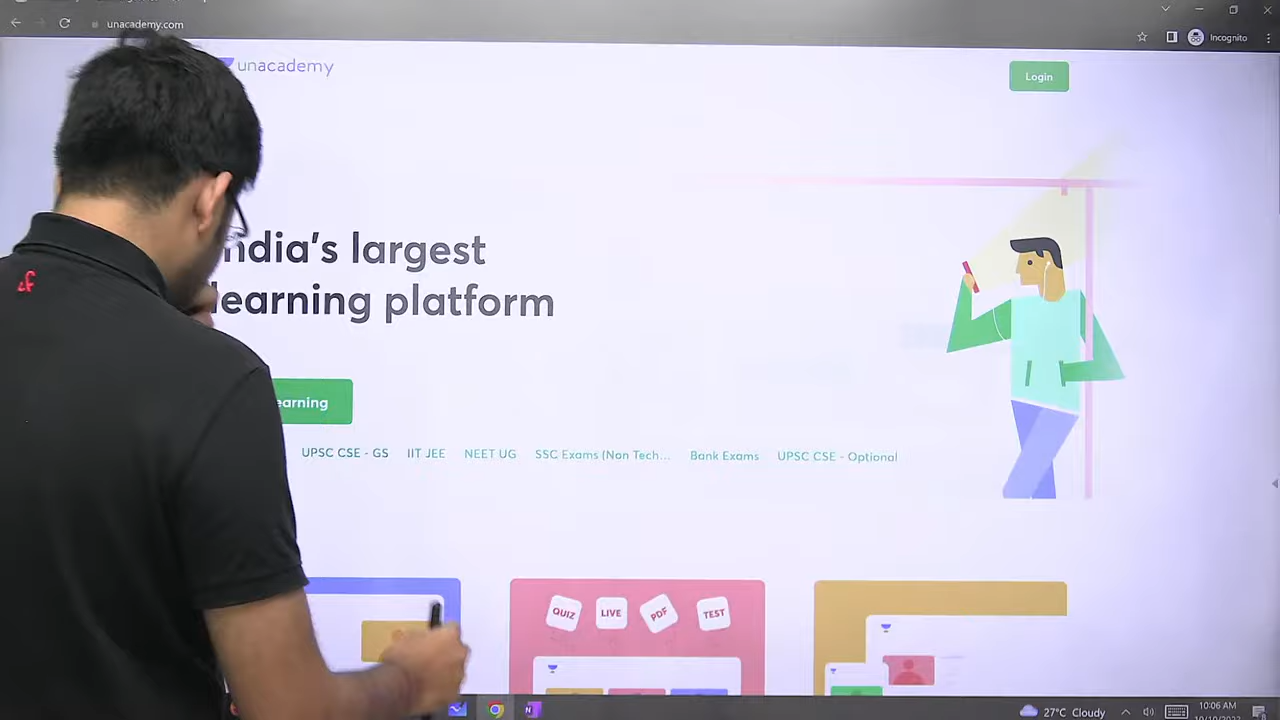 unacademy.com
Incognito
unacademy
Login
ndia's largest
learning platform
earning
UPSC CSE - GS
IIT JEE
NEET UG
SSC Exams (Non Tech...
Bank Exams
UPSC CSE - Optional
QUIZ
LIVE
PDF
TEST
27°C Cloudy
10:06 AM